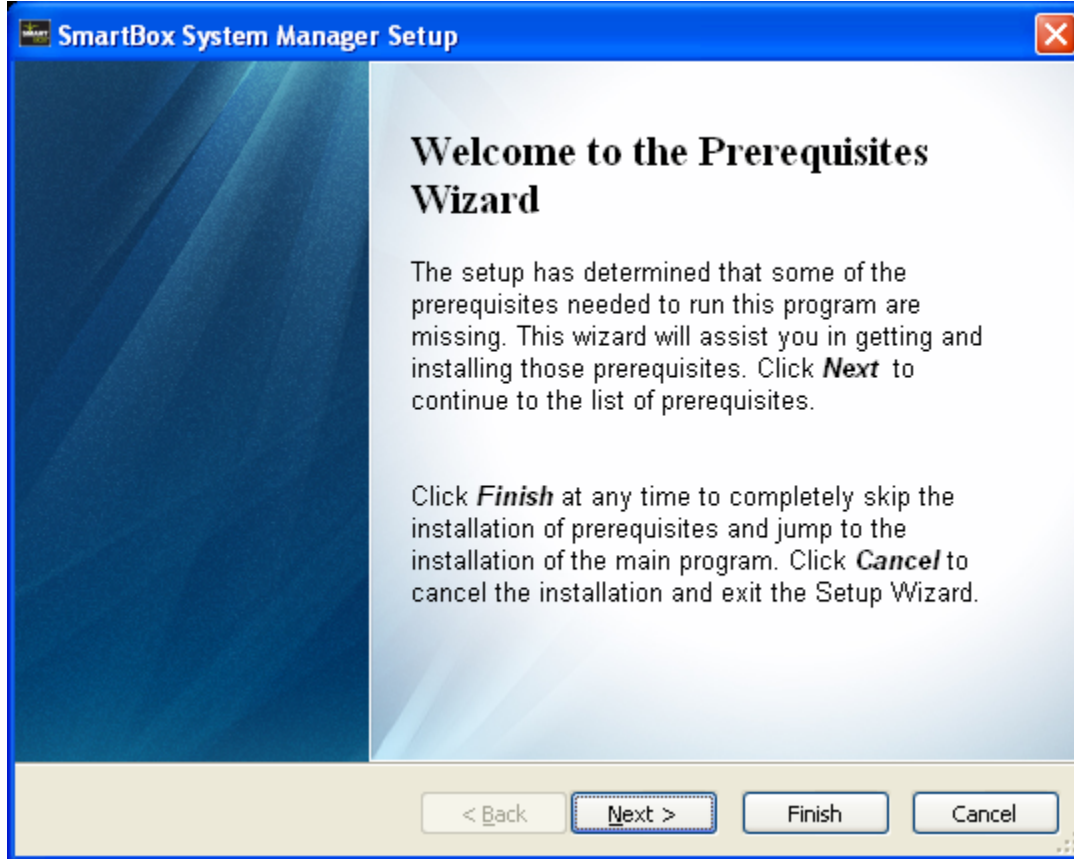 SmartBox System Manager Setup
Welcome to the Prerequisites
Wizard
The setup has determined that some of the
prerequisites needed to run this program are
missing. This wizard will assist you in getting and
installing those prerequisites. Click Next to
continue to the list of prerequisites.
Click Finish at any time to completely skip the
installation of prerequisites and jump to the
installation of the main program. Click Cancel to
cancel the installation and exit the Setup Wizard.
< Back Next > Finish Cancel